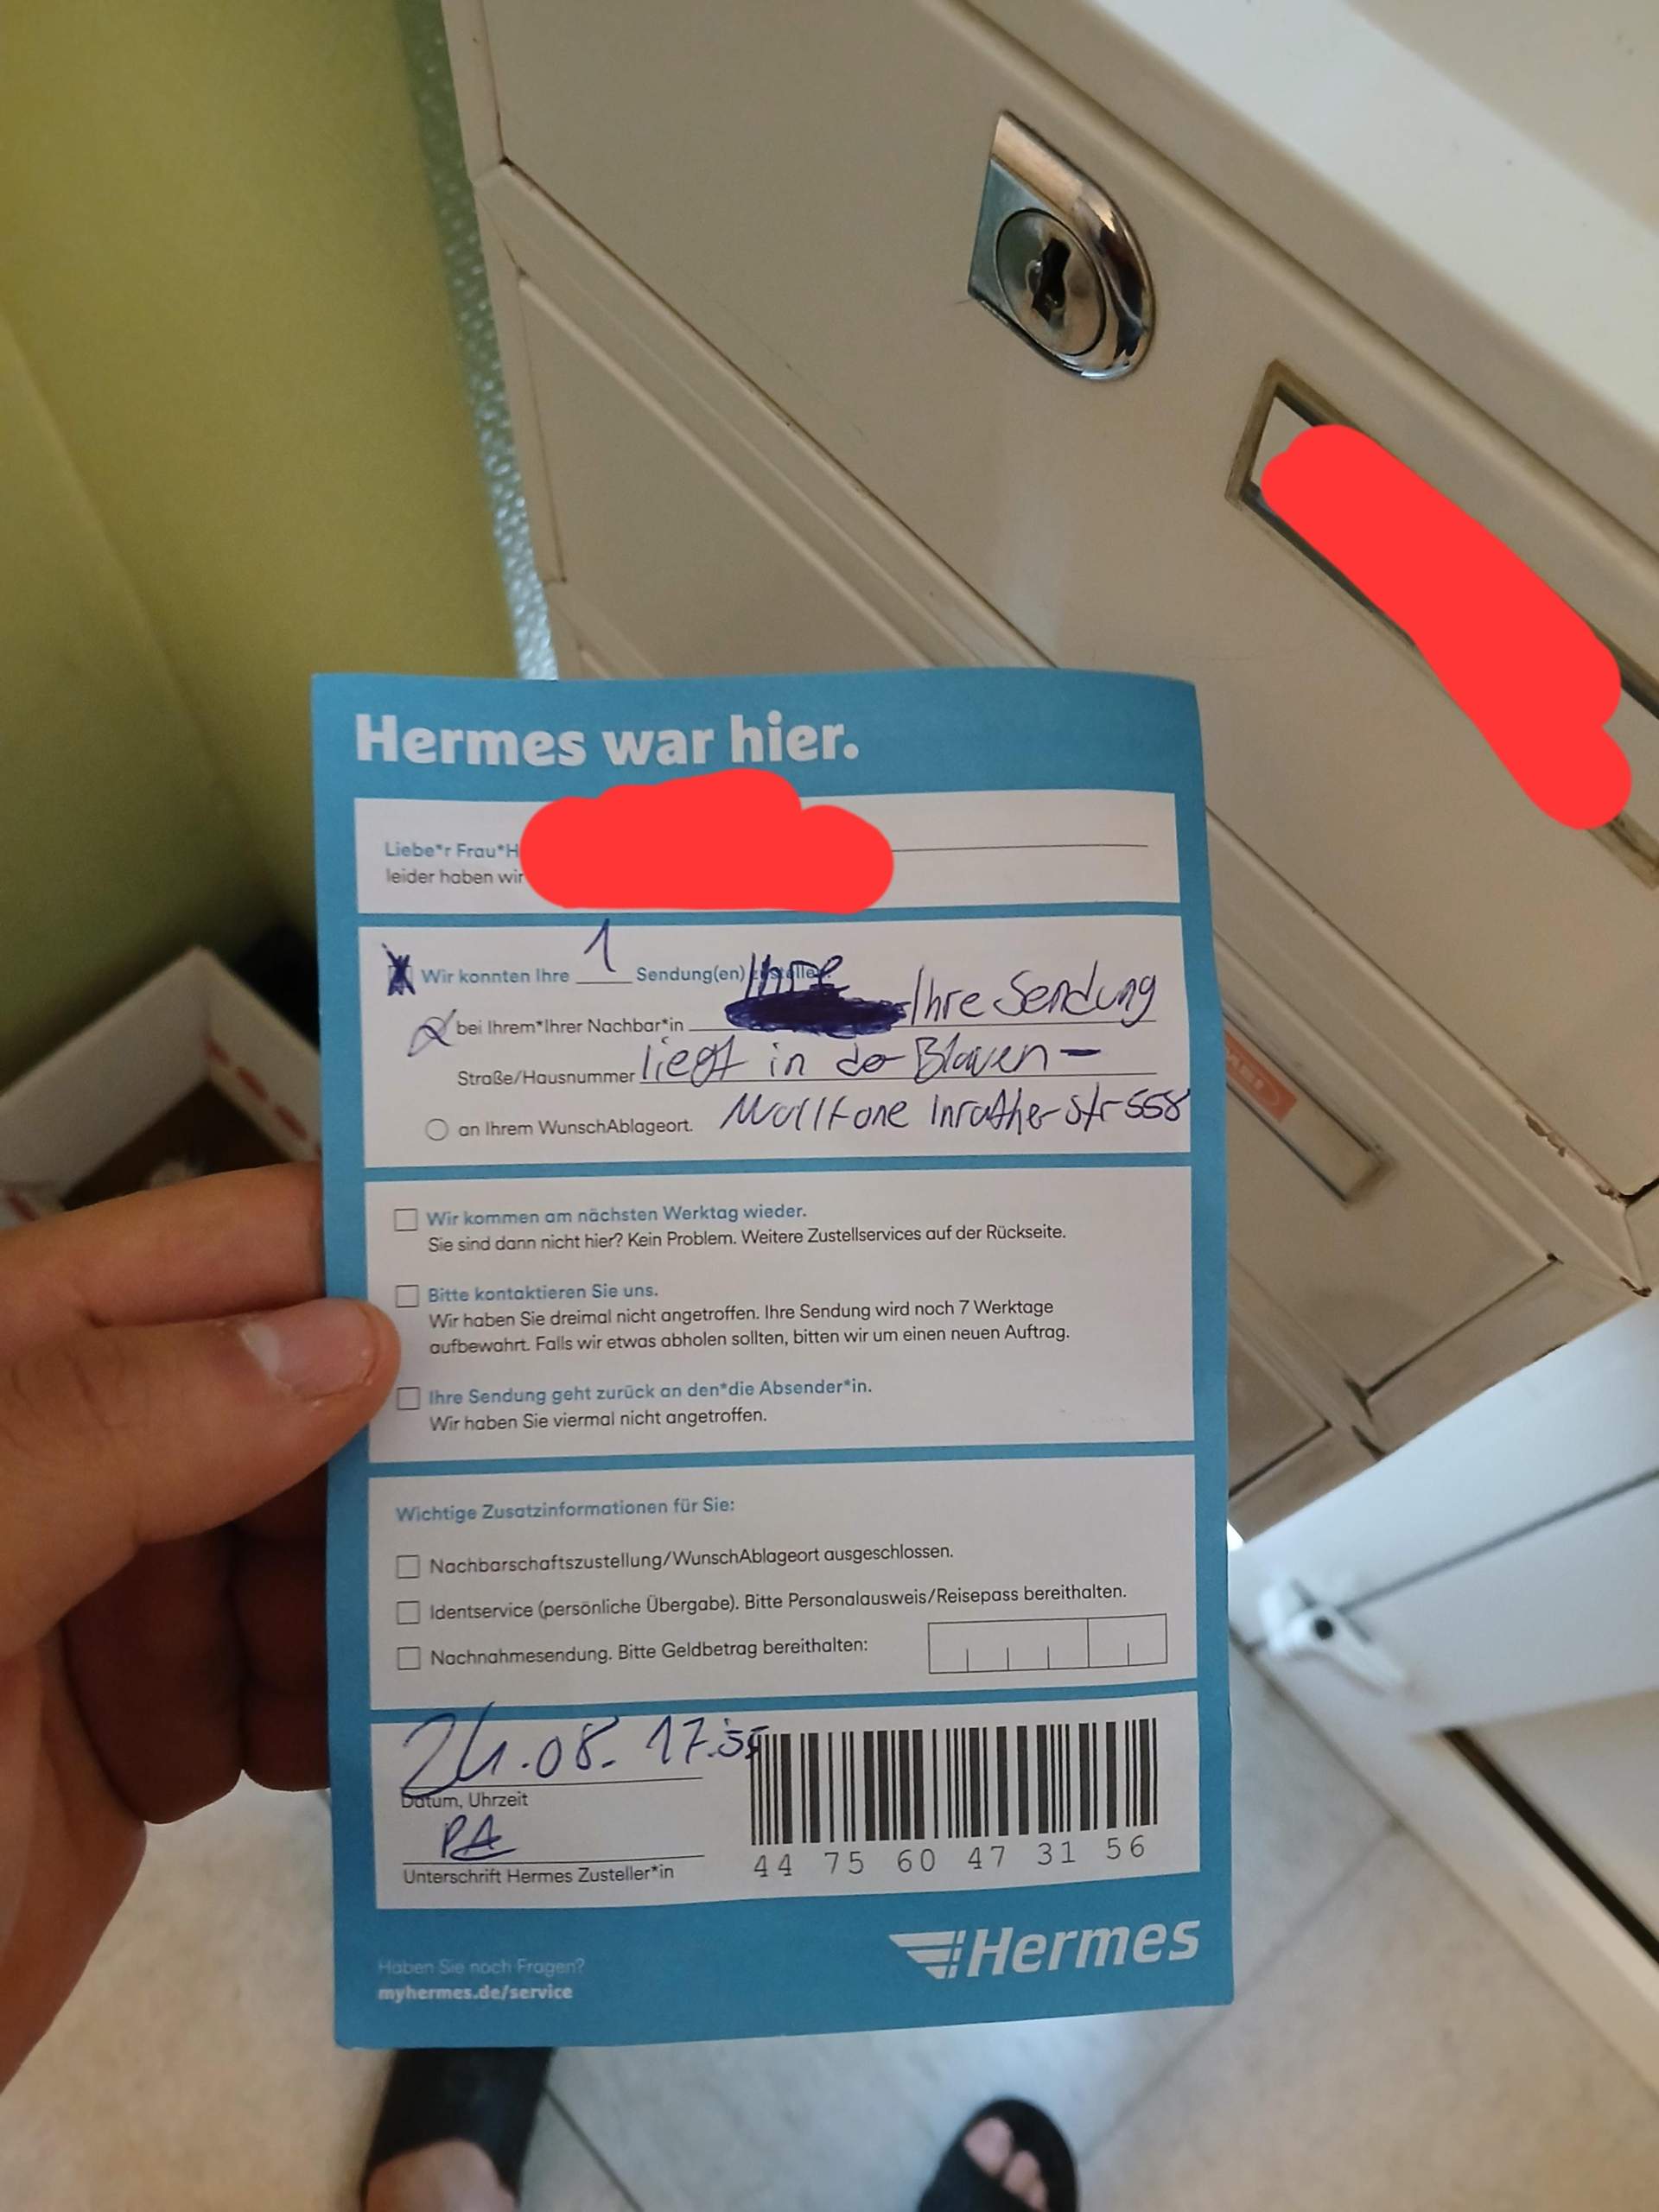 Hermes war hier.
Liebe*r Frau*H
leider haben wir
Wir konnten Ihre 1 Sendung(en) Ihre
bei Ihrem*Ihrer Nachbar*in Ihre Sendung
Straße/Hausnummer liegt in der Blauen-
an Ihrem WunschAblageort. Mülltone Inrather str 558
Wir kommen am nächsten Werktag wieder.
Sie sind dann nicht hier? Kein Problem. Weitere Zustellservices auf der Rückseite.
Bitte kontaktieren Sie uns.
Wir haben Sie dreimal nicht angetroffen. Ihre Sendung wird noch 7 Werktage
aufbewahrt. Falls wir etwas abholen sollten, bitten wir um einen neuen Auftrag.
Ihre Sendung geht zurück an den*die Absender*in.
Wir haben Sie viermal nicht angetroffen.
Wichtige Zusatzinformationen für Sie:
Nachbarschaftszustellung/WunschAblageort ausgeschlossen.
Identservice (persönliche Übergabe). Bitte Personalausweis/Reisepass bereithalten.
Nachnahmesendung. Bitte Geldbetrag bereithalten:
24.08. 17:55
Datum, Uhrzeit
PA
Unterschrift Hermes Zusteller*in
44 75 60 47 31 56
Hermes
Haben Sie noch Fragen?
myhermes.de/service